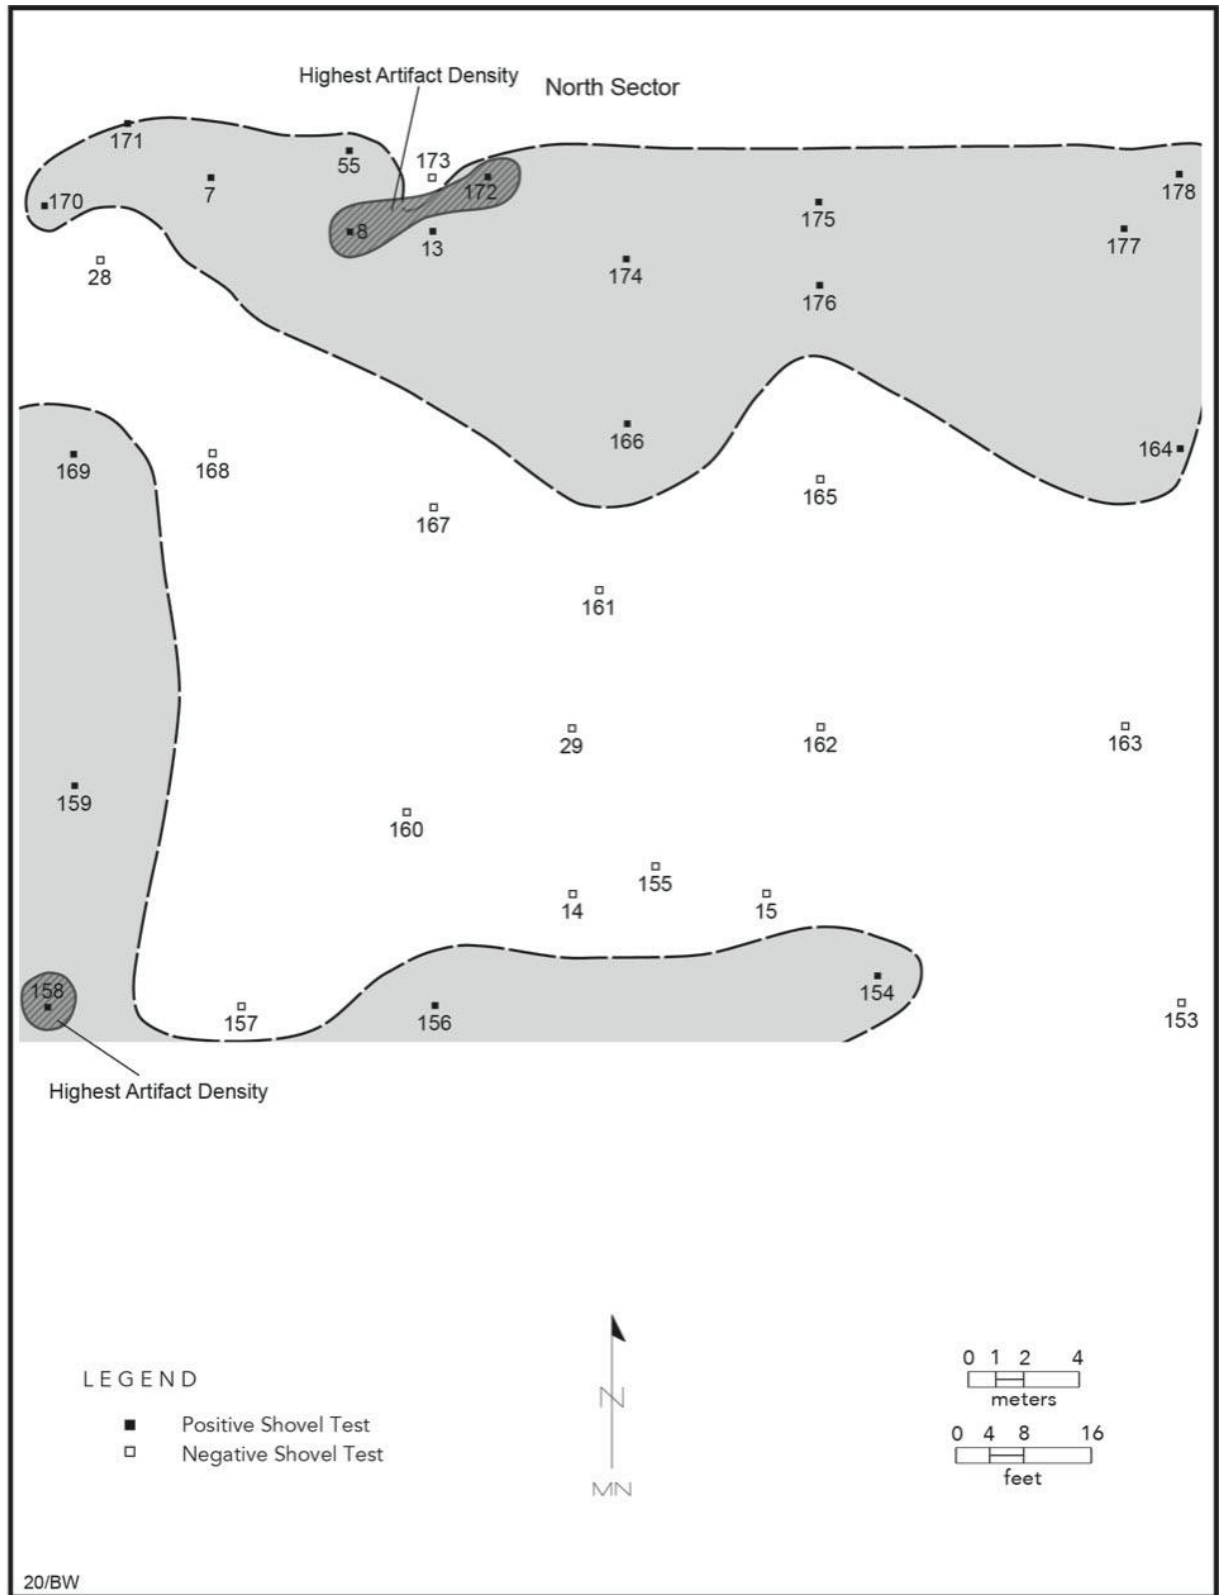 Highest Artifact Density
North Sector
171
55
173
170
7
172
178
175
8
13
177
28
174
176
166
164
169
168
165
167
161
29
162
163
159
160
155
14
15
158
154
157
156
153
Highest Artifact Density
LEGEND
Positive Shovel Test
Negative Shovel Test
N
MN
0 1 2 4
meters
0 4 8 16
feet
20/BW